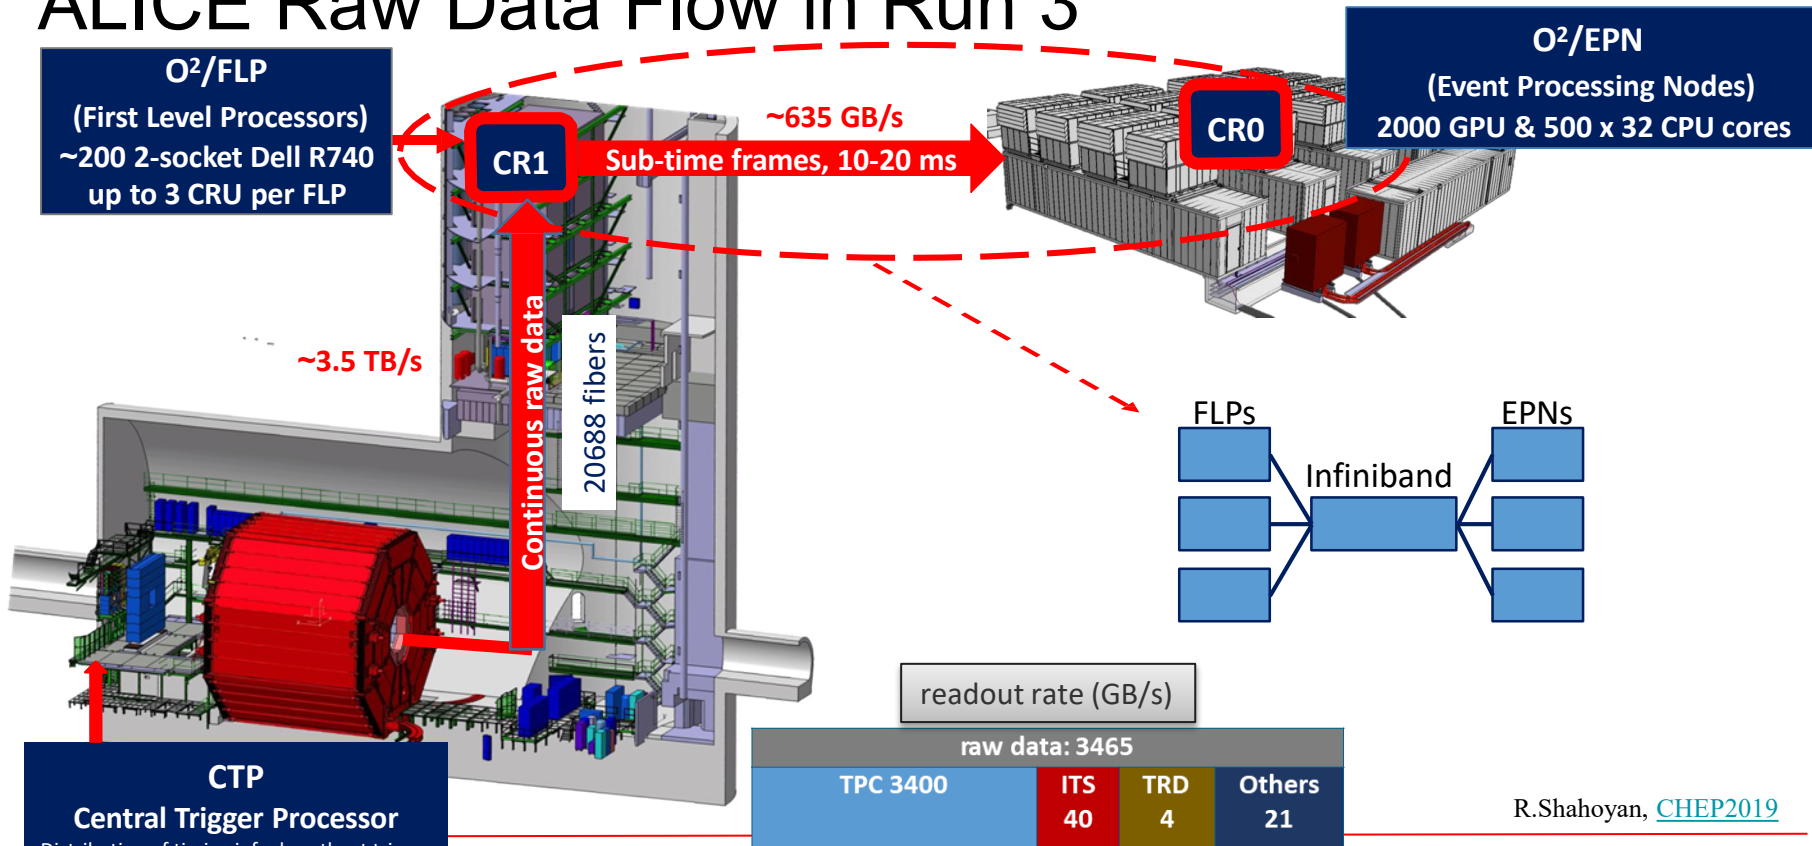 ALICE Raw Data Flow in Run 3
O²/FLP
(First Level Processors)
~200 2-socket Dell R740
up to 3 CRU per FLP
CR1
~635 GB/s
Sub-time frames, 10-20 ms
CR0
O²/EPN
(Event Processing Nodes)
2000 GPU & 500 x 32 CPU cores
~3.5 TB/s
Continuous raw data
20688 fibers
FLPs
EPNs
Infiniband
readout rate (GB/s)
raw data: 3465
TPC 3400
ITS
40
TRD
4
Others
21
CTP
Central Trigger Processor
R.Shahoyan, CHEP2019